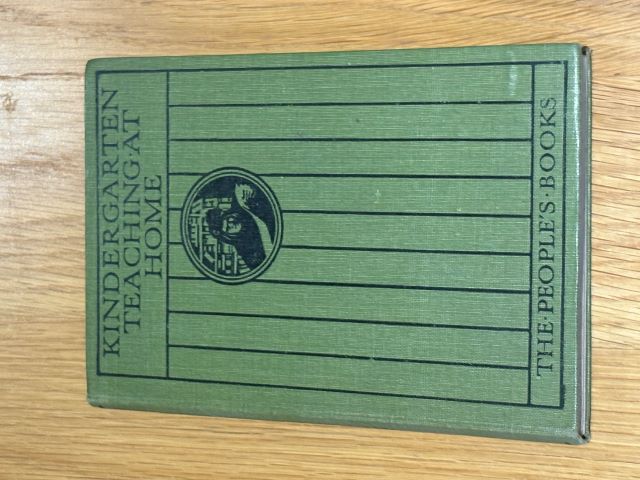 KINDERGARTEN
TEACHING·AT
HOME
THE·PEOPLE'S·BOOKS